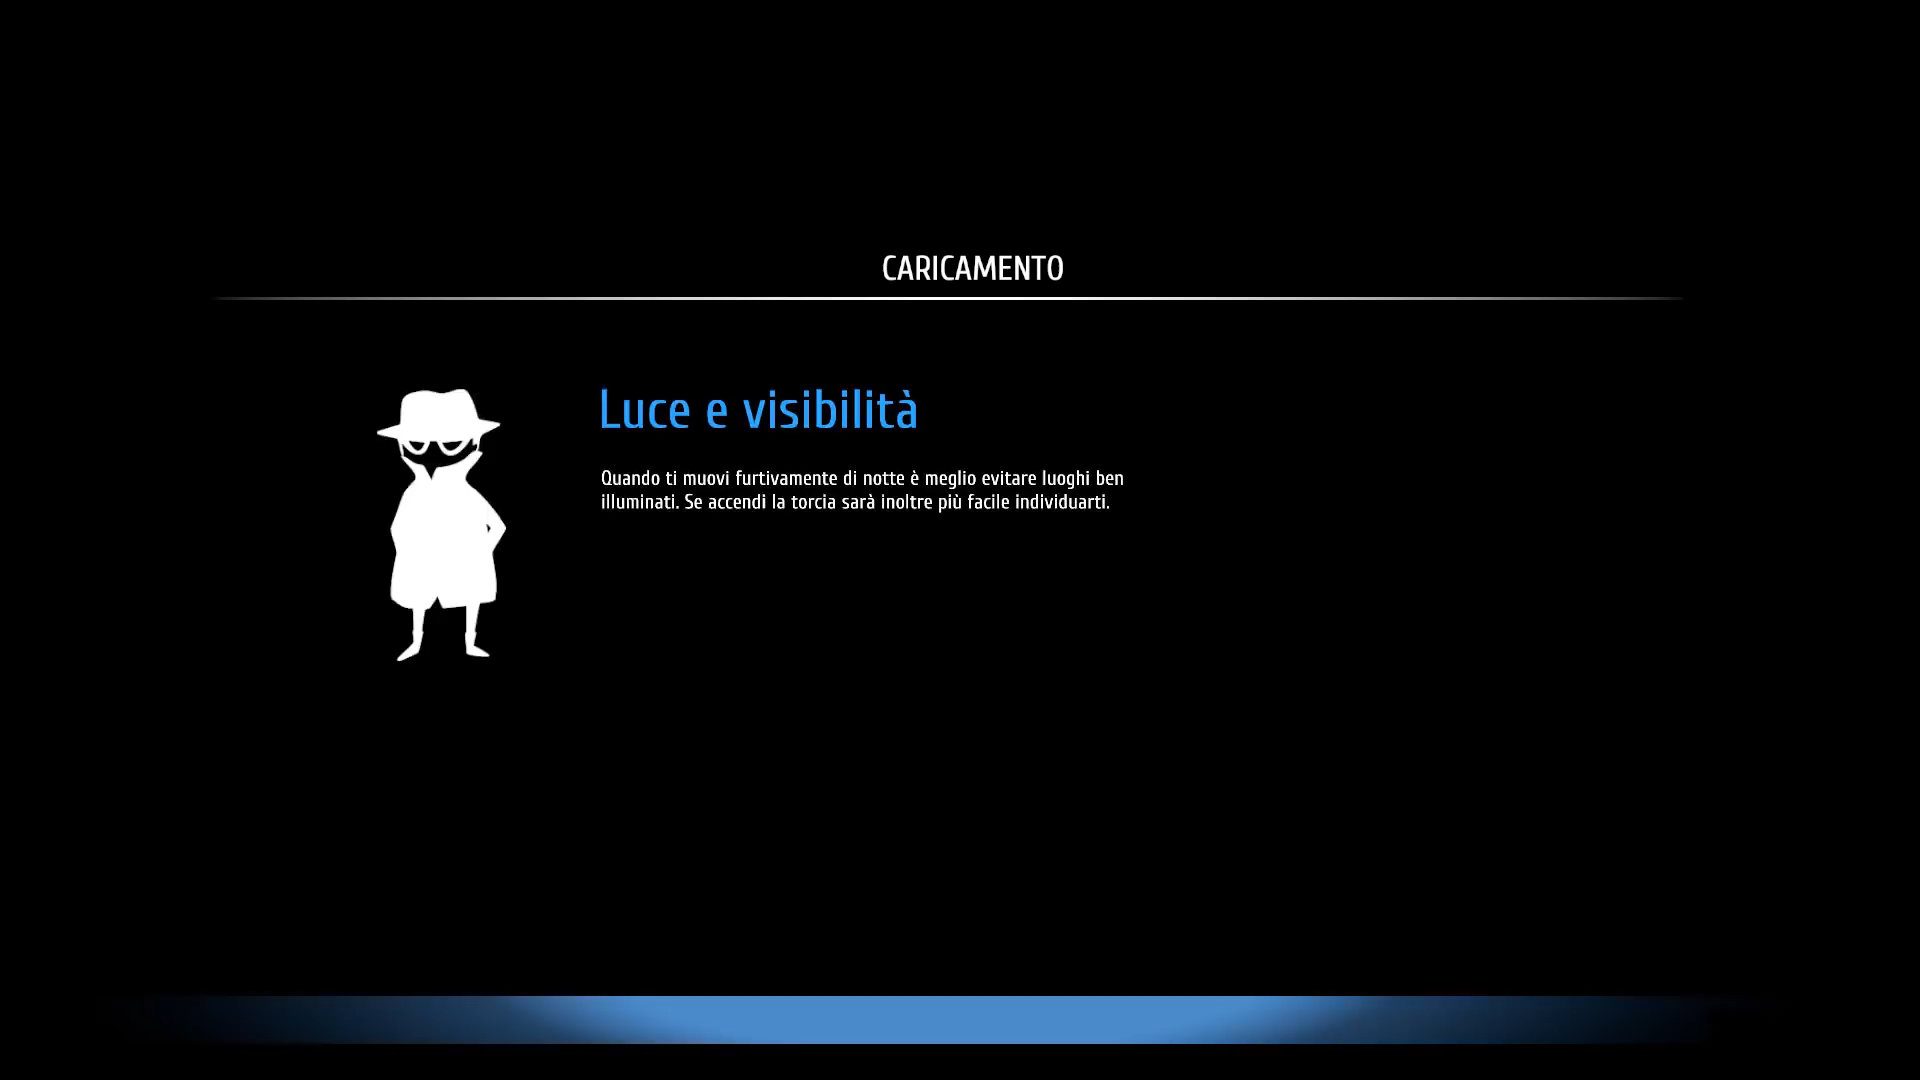 CARICAMENTO
Luce e visibilità
Quando ti muovi furtivamente di notte è meglio evitare luoghi ben
illuminati. Se accendi la torcia sarà inoltre più facile individuarti.